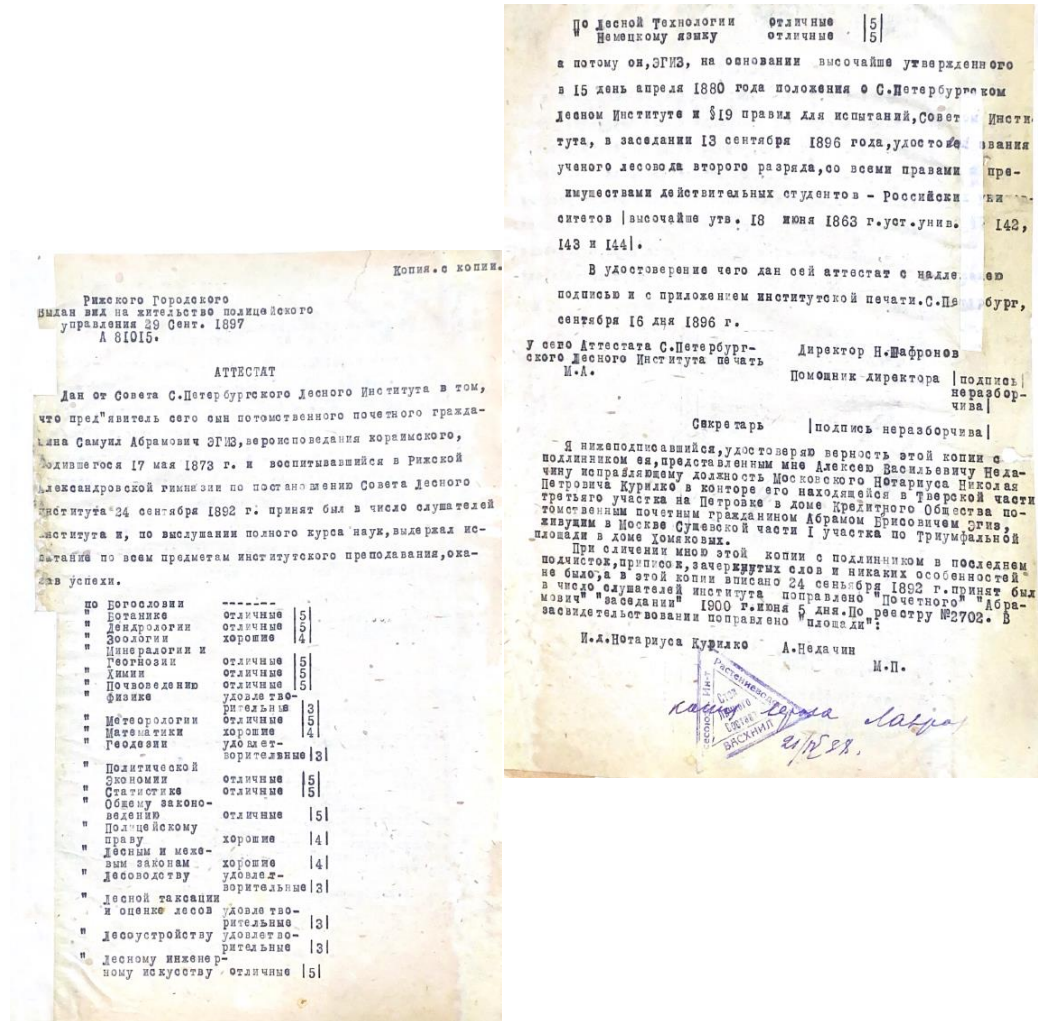 Копия.с копии.
Рижского Городского
Выдан вид на жительство полицейского
управления 29 Сент. 1897
А 81015.
АТТЕСТАТ
Дан от Совета С.Петербургского Лесного Института в том,
что пред"явитель сего сын потомственного почетного гражда-
нина Самуил Абрамович ЭГИЗ,вероисповедания кораимского,
родившегося 17 мая 1873 г. и воспитывавшийся в Рижской
Александровской гимназии по постановлению Совета Лесного
института 24 сентября 1892 г. принят был в число слушателей
института и, по выслушании полного курса наук,выдержал ис-
пытание по всем предметам институтского преподавания,ока-
зав успехи.
по Богословии -------
" Ботанике отличные |5|
" Дендрологии отличные |5|
" Зоологии хорошие |4|
" Минералогии и
Геогнозии отличные |5|
" Химии отличные |5|
" Почвоведению отличные |5|
" физике удовлетво-
рительные |3|
" Метеорологии отличные |5|
" Математики хорошие |4|
" Геодезии удовлет-
ворительные|3|
" Политической
Экономии отличные |5|
" Статистике отличные |5|
" Общему законо-
ведению отличные |5|
" Полицейскому
праву хорошие |4|
" Лесным и меже-
вым законам хорошие |4|
" Лесоводству удовлет-
ворительные|3|
" Лесной таксации
и оценке лесов удовлетво-
рительные |3|
" Лесоустройству удовлетво-
рительные |3|
" Лесному инженер-
ному искусству отличные |5|
По Лесной Технологии отличные |5|
" Немецкому языку отличные |5|
а потому он,ЭГИЗ, на основании высочайше утвержденного
в 15 день апреля 1880 года положения о С.Петербургском
Лесном Институте и §19 правил для испытаний,Совет Инсти-
тута, в заседании 13 сентября 1896 года,удостоен звания
ученого лесовода второго разряда,со всеми правами пре-
имуществами действительных студентов - Российски
ситетов |высочайше утв. 18 июня 1863 г.уст.унив. 142,
143 и 144|.
В удостоверение чего дан сей аттестат с надле
подписью и с приложением институтской печати.С.Петербург,
сентября 16 дня 1896 г.
У сего Аттестата С.Петербург-
ского Лесного Института печать
М.А.
Директор Н.Шафронов
Помощник-директора |подпись|
неразбор-
чива|
Секретарь |подпись неразборчива|
Я нижеподписавшийся,удостоверяю верность этой копии с
подлинником ея,представленным мне Алексею Васильевичу Неда-
чину исправляющему должность Московского Нотариуса Николая
Петровича Курилко в конторе его находящейся в Тверской части
третьяго участка на Петровке в доме Кредитного Общества по-
томственным почетным гражданином Абрамом Брисовичем Эгиз,
живущим в Москве Сущевской части I участка по Триумфальной
площади в доме Хомяковых.
При сличении мною этой копии с подлинником в последнем
подчисток,приписок,зачеркнутых слов и никаких особенностей
не было,а в этой копии вписано 24 сеньября 1892 г.принят был
в число слушателей института поправлено "Почетного" "Абра-
мович" "заседании" 1900 г.июня 5 дня.По реестру №2702. В
засвидетельствовании поправлено "площади":
И.д.Нотариуса Курилко А.Недачин
М.П.
Растениеводства
ВАСХНИЛ
Стол
Личного
Состава